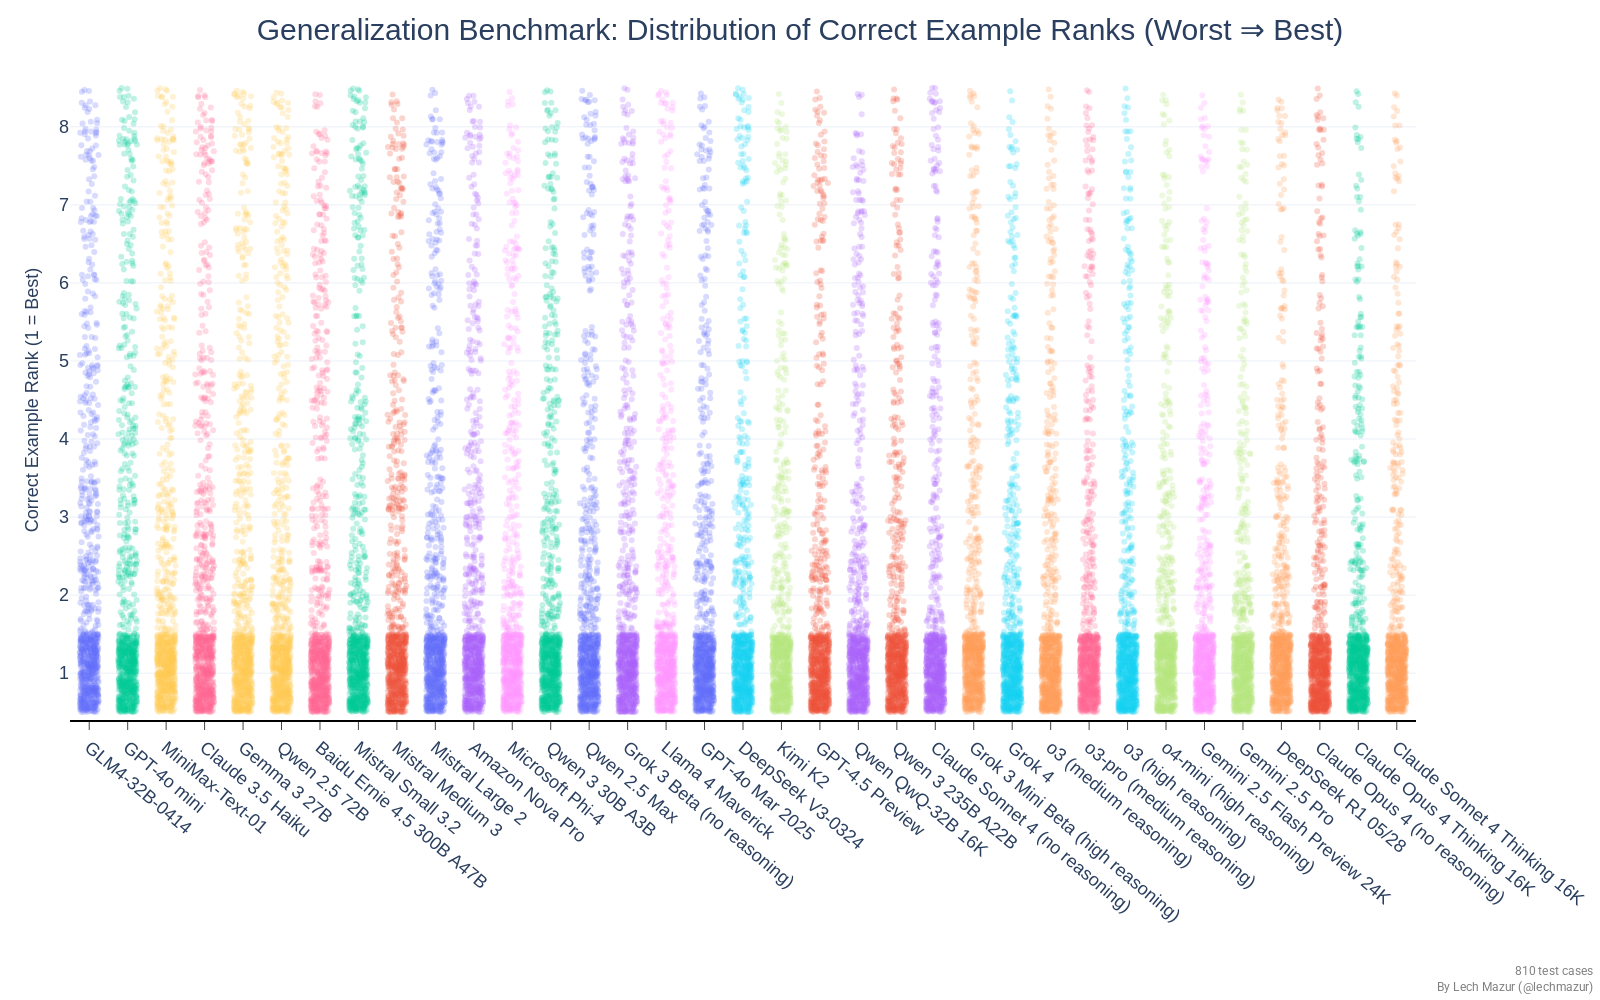 Generalization Benchmark: Distribution of Correct Example Ranks (Worst ⇒ Best)
Correct Example Rank (1 = Best)
8
7
6
5
4
3
2
1
GLM4-32B-0414
GPT-4o mini
MiniMax-Text-01
Claude 3.5 Haiku
Gemma 3 27B
Qwen 2.5 72B
Baidu Ernie 4.5 300B A47B
Mistral Small 3.2
Mistral Medium 3
Mistral Large 2
Amazon Nova Pro
Microsoft Phi-4
Qwen 3 30B A3B
Qwen 2.5 Max
Grok 3 Beta (no reasoning)
Llama 4 Maverick
GPT-4o Mar 2025
DeepSeek V3-0324
Kimi K2
GPT-4.5 Preview
Qwen QwQ-32B 16K
Qwen 3 235B A22B
Claude Sonnet 4 (no reasoning)
Grok 3 Mini Beta (high reasoning)
Grok 4
o3 (medium reasoning)
o3-pro (medium reasoning)
o3 (high reasoning)
o4-mini (high reasoning)
Gemini 2.5 Flash Preview 24K
Gemini 2.5 Pro
DeepSeek R1 05/28
Claude Opus 4 (no reasoning)
Claude Opus 4 Thinking 16K
Claude Sonnet 4 Thinking 16K
810 test cases
By Lech Mazur (@lechmazur)